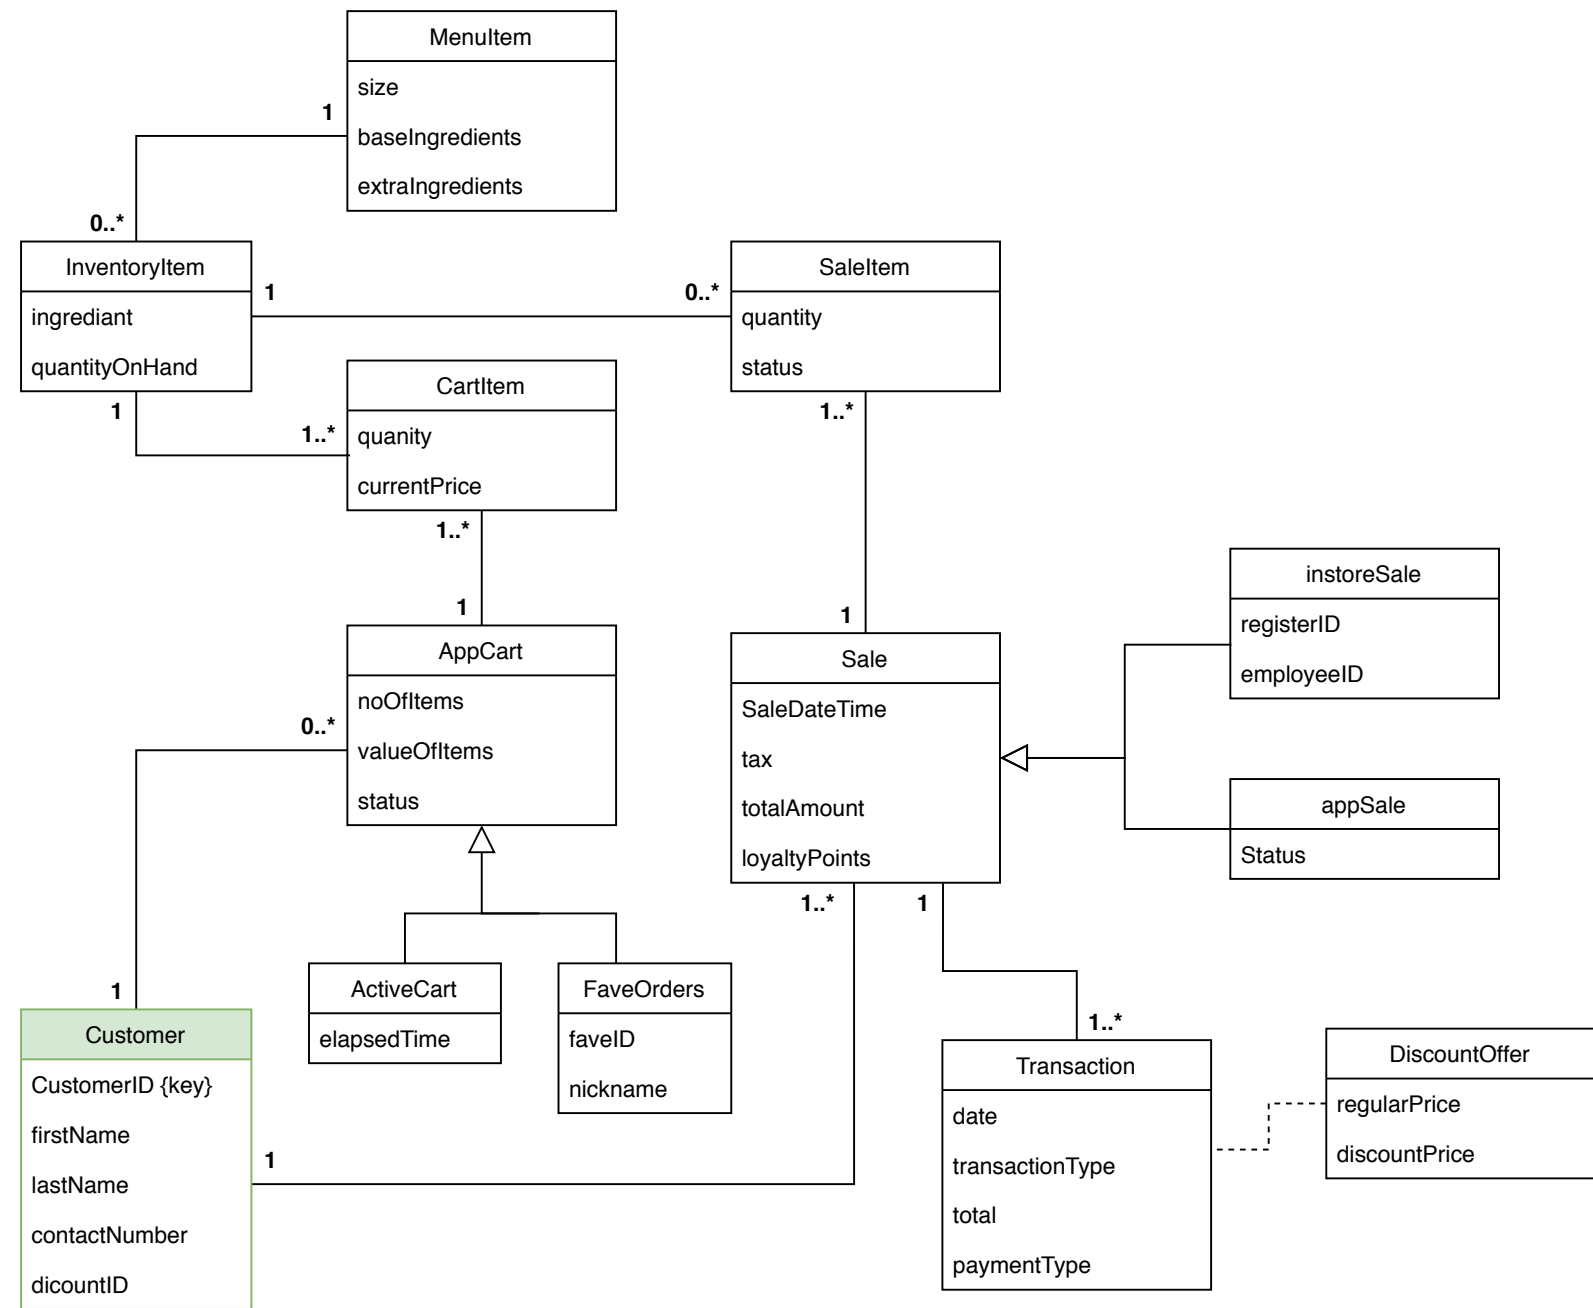 MenuItem
size
baseIngredients
extraIngredients
1
0..*
InventoryItem
ingrediant
quantityOnHand
1
0..*
SaleItem
quantity
status
1
1..*
CartItem
quanity
currentPrice
1..*
1..*
1
1
AppCart
noOfItems
valueOfItems
status
0..*
Sale
SaleDateTime
tax
totalAmount
loyaltyPoints
instoreSale
registerID
employeeID
appSale
Status
1..*
1
ActiveCart
elapsedTime
FaveOrders
faveID
nickname
1
Customer
CustomerID {key}
firstName
lastName
contactNumber
dicountID
1
1..*
Transaction
date
transactionType
total
paymentType
DiscountOffer
regularPrice
discountPrice